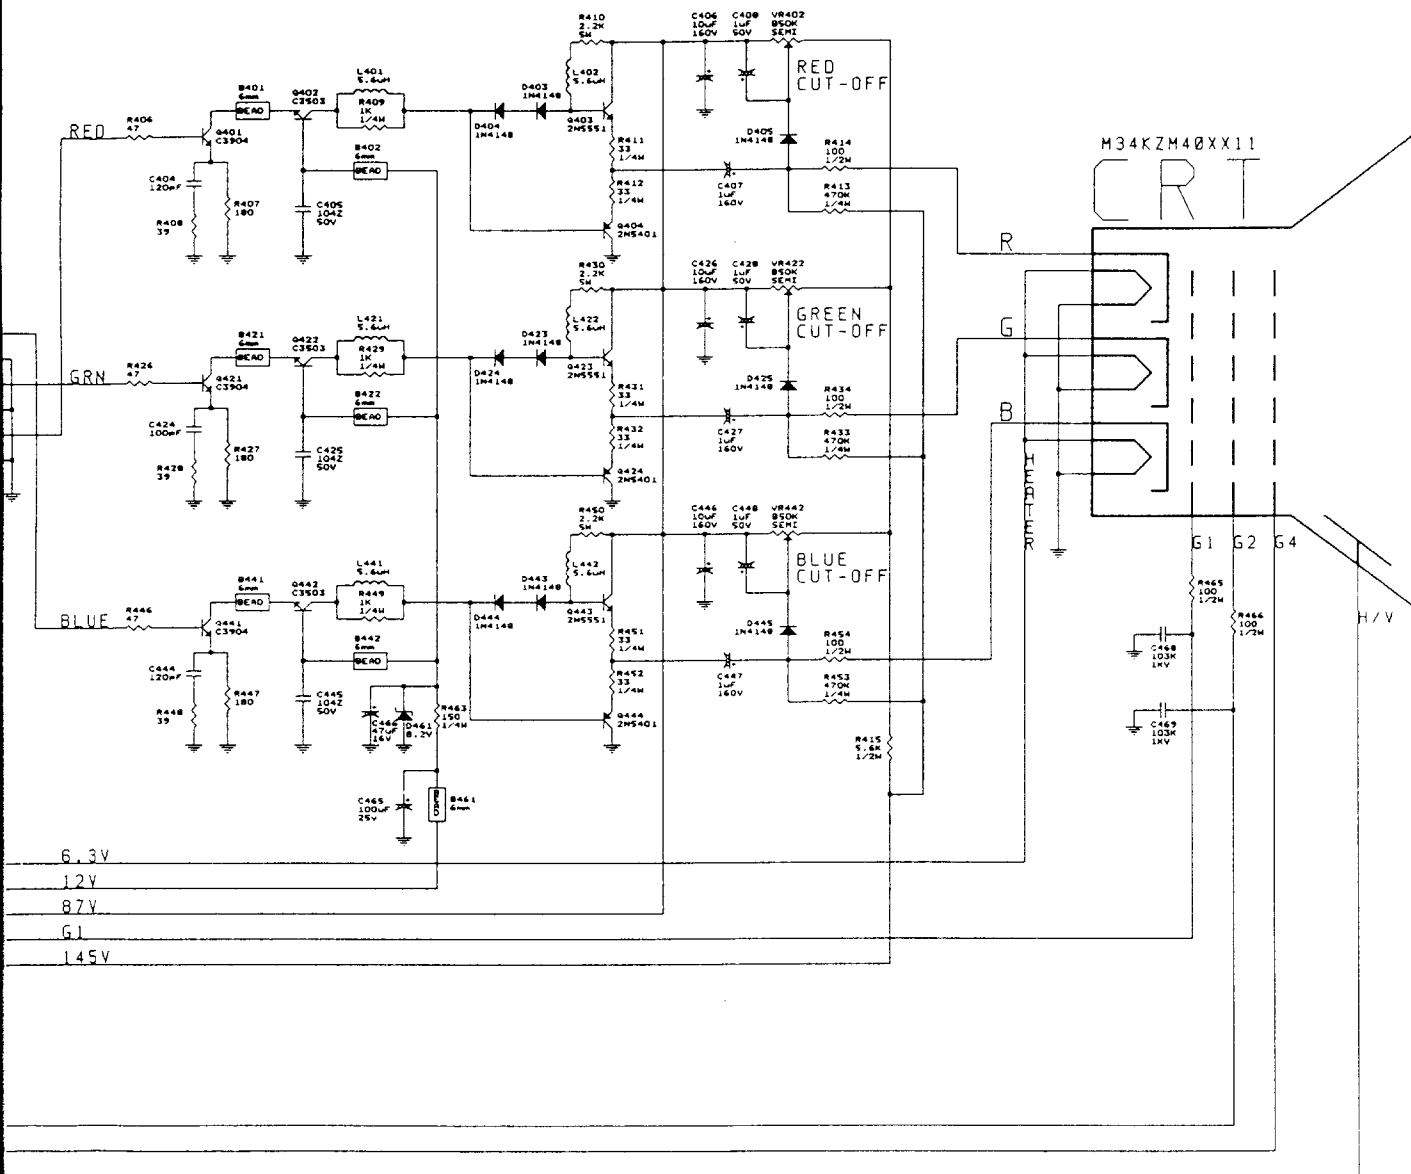 R410
2.2K
5W
C406
10uF
160V
C408
1uF
50V
VR402
B50K
SEMI
RED
CUT-OFF
L401
5.6uH
L402
5.6uH
B401
6mm
BEAD
Q402
C3503
R409
1K
1/4W
D403
1N4148
D404
1N4148
Q403
2N5551
R406
47
RED
Q401
C3904
B402
6mm
BEAD
R411
33
1/4W
D405
1N4148
R414
100
1/2W
M34KZM40XX11
CRT
C404
120pF
R407
180
R408
39
C405
104Z
50V
R412
33
1/4W
C407
1uF
160V
R413
470K
1/4W
Q404
2N5401
R
R430
2.2K
5W
C426
10uF
160V
C428
1uF
50V
VR422
B50K
SEMI
GREEN
CUT-OFF
L421
5.6uH
L422
5.6uH
B421
6mm
BEAD
Q422
C3503
R429
1K
1/4W
D423
1N4148
D424
1N4148
Q423
2N5551
G
R426
47
GRN
Q421
C3904
B422
6mm
BEAD
R431
33
1/4W
D425
1N4148
R434
100
1/2W
B
C424
100pF
R427
180
R428
39
C425
104Z
50V
R432
33
1/4W
C427
1uF
160V
R433
470K
1/4W
Q424
2N5401
HEATER
R450
2.2K
5W
C446
10uF
160V
C448
1uF
50V
VR442
B50K
SEMI
BLUE
CUT-OFF
G1 G2 G4
L441
5.6uH
L442
5.6uH
B441
6mm
BEAD
Q442
C3503
R449
1K
1/4W
D443
1N4148
D444
1N4148
Q443
2N5551
R465
100
1/2W
R466
100
1/2W
H/V
R446
47
BLUE
Q441
C3904
B442
6mm
BEAD
R451
33
1/4W
D445
1N4148
R454
100
1/2W
C468
103K
1KV
C444
120pF
R447
180
R448
39
C445
104Z
50V
R452
33
1/4W
C447
1uF
160V
R453
470K
1/4W
C466
47uF
16V
D461
8.2V
R463
150
1/4W
Q444
2N5401
R415
5.6K
1/2W
C469
103K
1KV
C465
100uF
25V
BEAD
B461
6mm
6.3V
12V
87V
G1
145V